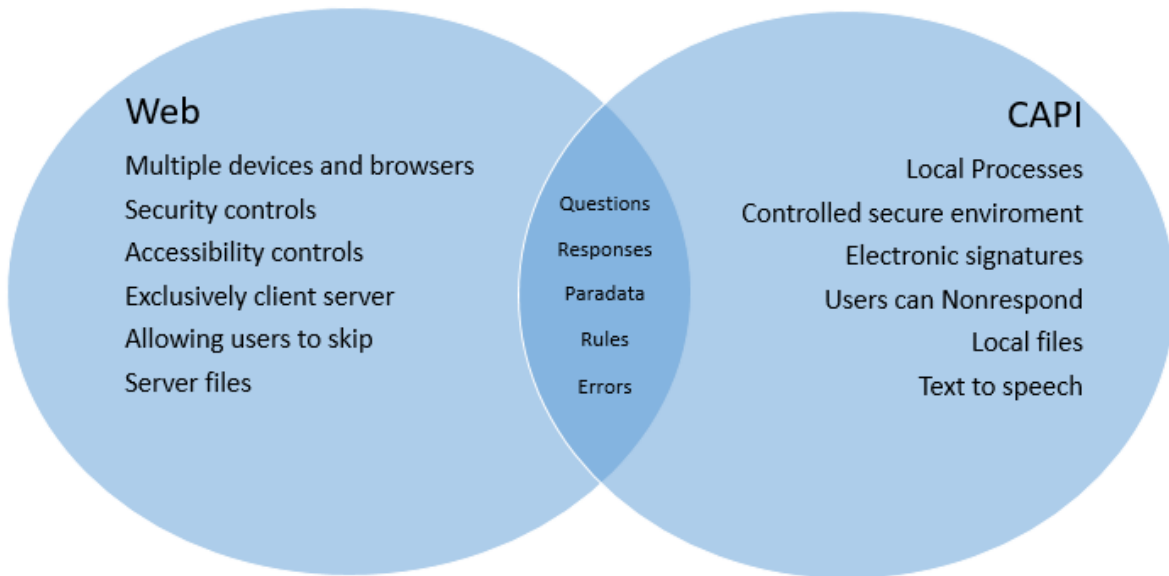 Web
Multiple devices and browsers
Security controls
Accessibility controls
Exclusively client server
Allowing users to skip
Server files
Questions
Responses
Paradata
Rules
Errors
CAPI
Local Processes
Controlled secure enviroment
Electronic signatures
Users can Nonrespond
Local files
Text to speech